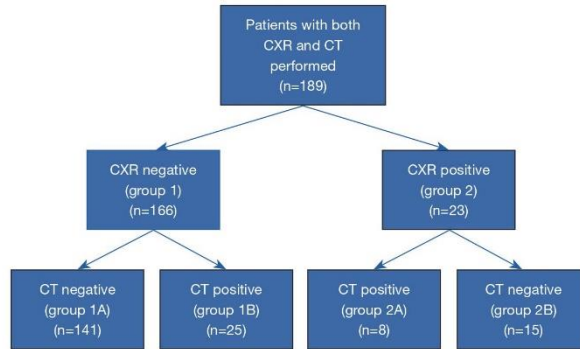 Patients with both
CXR and CT
performed
(n=189)
CXR negative
(group 1)
(n=166)
CXR positive
(group 2)
(n=23)
CT negative
(group 1A)
(n=141)
CT positive
(group 1B)
(n=25)
CT positive
(group 2A)
(n=8)
CT negative
(group 2B)
(n=15)